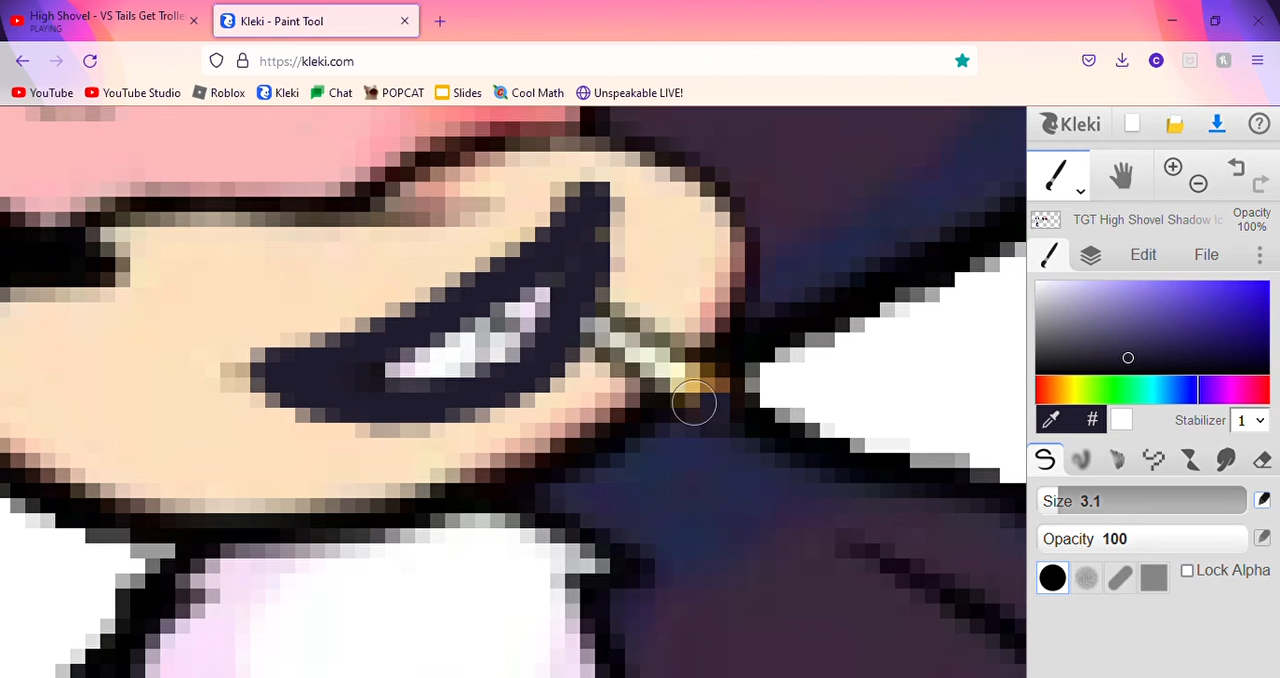 High Shovel - VS Tails Get Trolle
PLAYING
Kleki - Paint Tool
https://kleki.com
YouTube YouTube Studio Roblox Kleki Chat POPCAT Slides Cool Math Unspeakable LIVE!
Kleki
TGT High Shovel Shadow Ic
Opacity
100%
Edit File
# Stabilizer 1
Size 3.1
Opacity 100
Lock Alpha